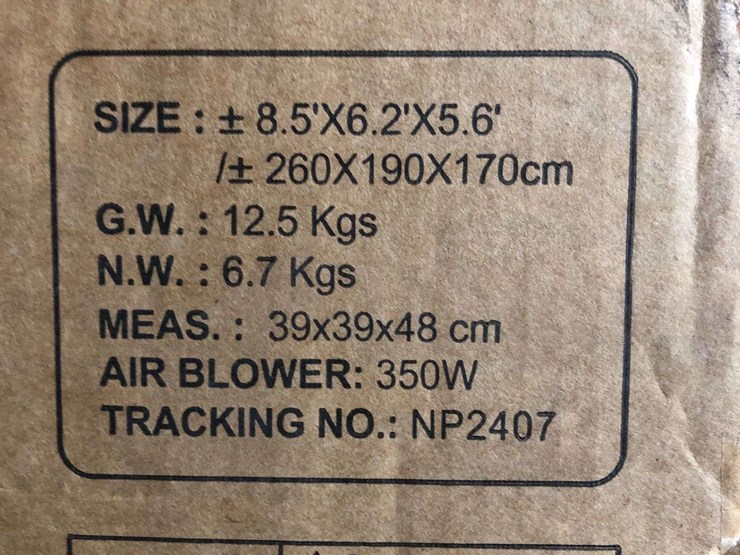 SIZE : ± 8.5'X6.2'X5.6'
/± 260X190X170cm
G.W. : 12.5 Kgs
N.W. : 6.7 Kgs
MEAS. : 39x39x48 cm
AIR BLOWER: 350W
TRACKING NO.: NP2407